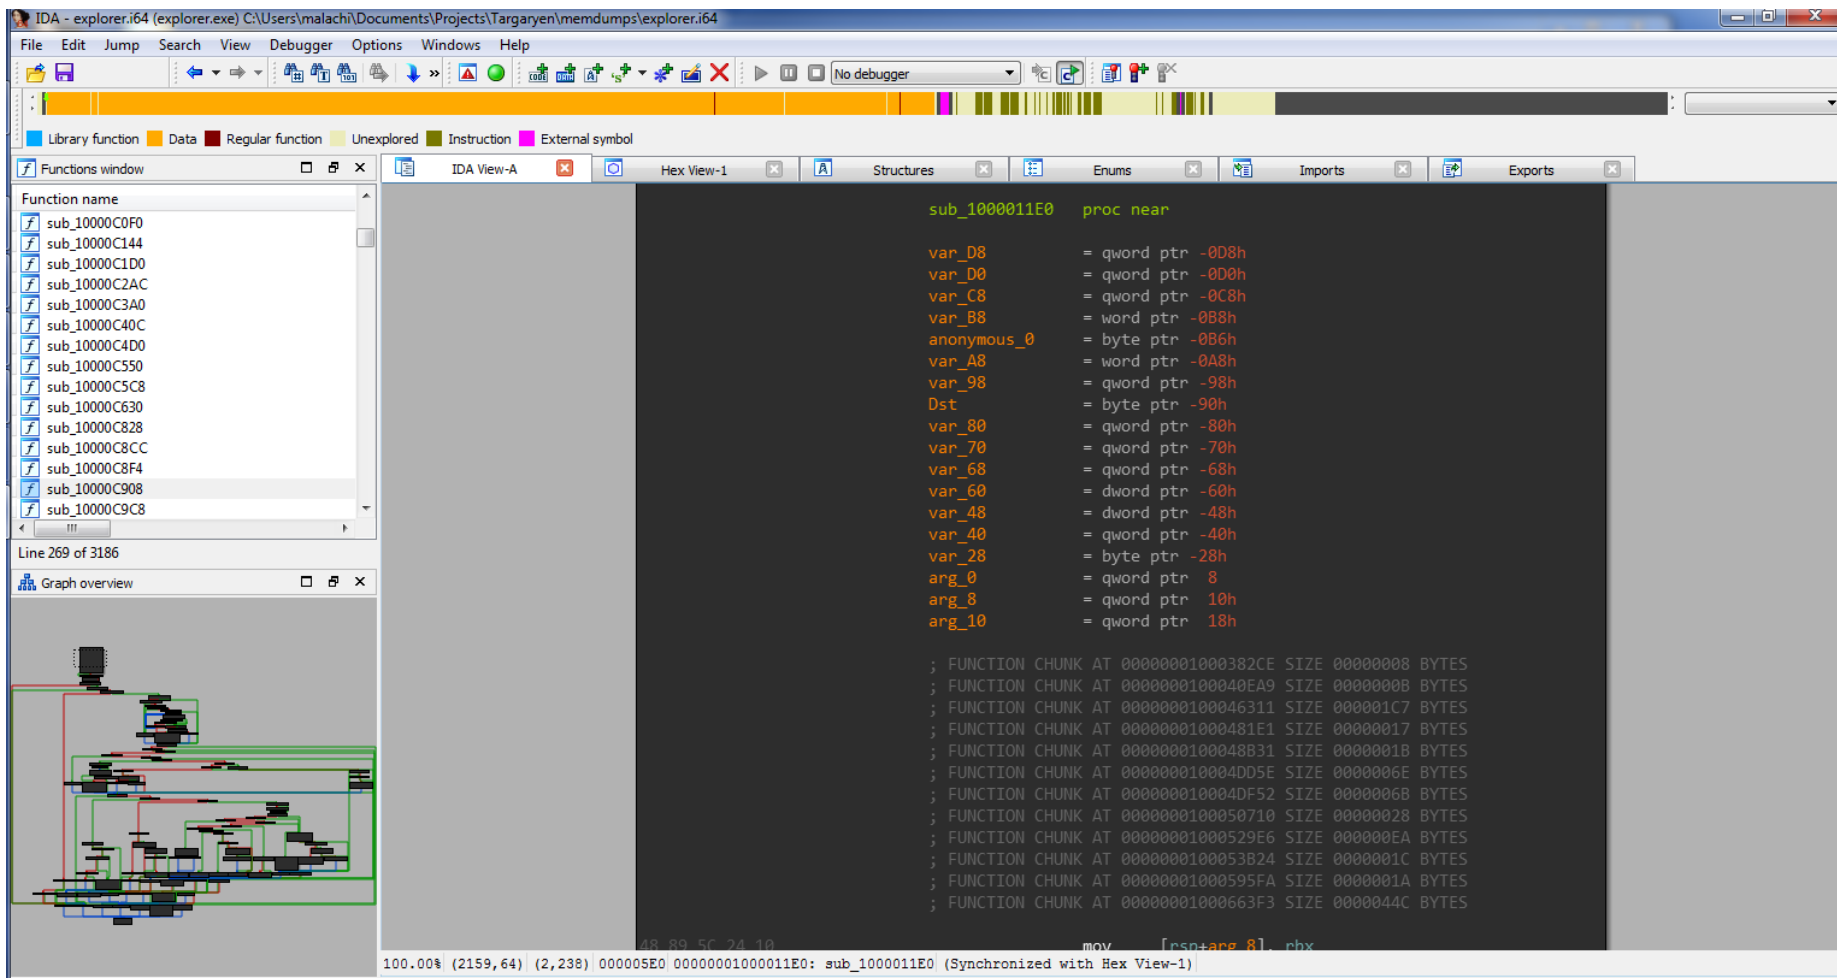 IDA - explorer.i64 (explorer.exe) C:\Users\malachi\Documents\Projects\Targaryen\memdumps\explorer.i64
File Edit Jump Search View Debugger Options Windows Help
No debugger
Library function Data Regular function Unexplored Instruction External symbol
Functions window
IDA View-A Hex View-1 Structures Enums Imports Exports
Function name
sub_10000C0F0
sub_10000C144
sub_10000C1D0
sub_10000C2AC
sub_10000C3A0
sub_10000C40C
sub_10000C4D0
sub_10000C550
sub_10000C5C8
sub_10000C630
sub_10000C828
sub_10000C8CC
sub_10000C8F4
sub_10000C908
sub_10000C9C8
Line 269 of 3186
Graph overview
sub_1000011E0 proc near
var_D8 = qword ptr -0D8h
var_D0 = qword ptr -0D0h
var_C8 = qword ptr -0C8h
var_B8 = word ptr -0B8h
anonymous_0 = byte ptr -0B6h
var_A8 = word ptr -0A8h
var_98 = qword ptr -98h
Dst = byte ptr -90h
var_80 = qword ptr -80h
var_70 = qword ptr -70h
var_68 = qword ptr -68h
var_60 = dword ptr -60h
var_48 = dword ptr -48h
var_40 = qword ptr -40h
var_28 = byte ptr -28h
arg_0 = qword ptr 8
arg_8 = qword ptr 10h
arg_10 = qword ptr 18h
; FUNCTION CHUNK AT 00000001000382CE SIZE 00000008 BYTES
; FUNCTION CHUNK AT 0000000100040EA9 SIZE 0000000B BYTES
; FUNCTION CHUNK AT 0000000100046311 SIZE 000001C7 BYTES
; FUNCTION CHUNK AT 00000001000481E1 SIZE 00000017 BYTES
; FUNCTION CHUNK AT 0000000100048B31 SIZE 0000001B BYTES
; FUNCTION CHUNK AT 000000010004DD5E SIZE 0000006E BYTES
; FUNCTION CHUNK AT 000000010004DF52 SIZE 0000006B BYTES
; FUNCTION CHUNK AT 0000000100050710 SIZE 00000028 BYTES
; FUNCTION CHUNK AT 00000001000529E6 SIZE 000000EA BYTES
; FUNCTION CHUNK AT 0000000100053B24 SIZE 0000001C BYTES
; FUNCTION CHUNK AT 00000001000595FA SIZE 0000001A BYTES
; FUNCTION CHUNK AT 00000001000663F3 SIZE 0000044C BYTES
48 89 5C 24 10 mov [rsp+arg_8], rbx
100.00% (2159,64) (2,238) 000005E0 00000001000011E0: sub_1000011E0 (Synchronized with Hex View-1)